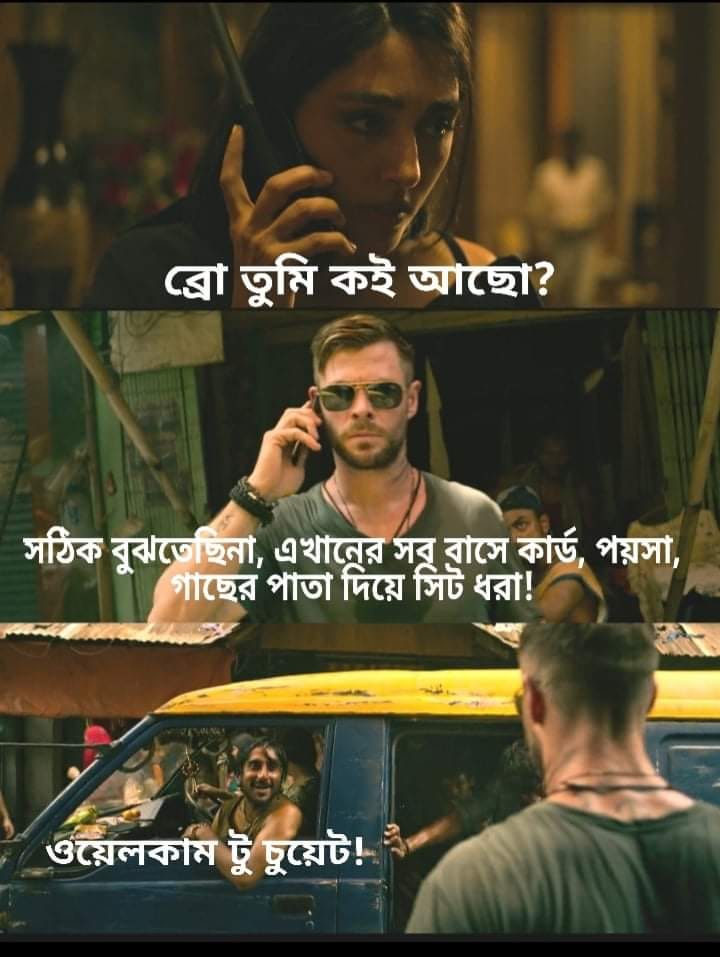 ব্রো তুমি কই আছো?
সঠিক বুঝতেছিনা, এখানের সব বাসে কার্ড, পয়সা,
গাছের পাতা দিয়ে সিট ধরা!
ওয়েলকাম টু চুয়েট!